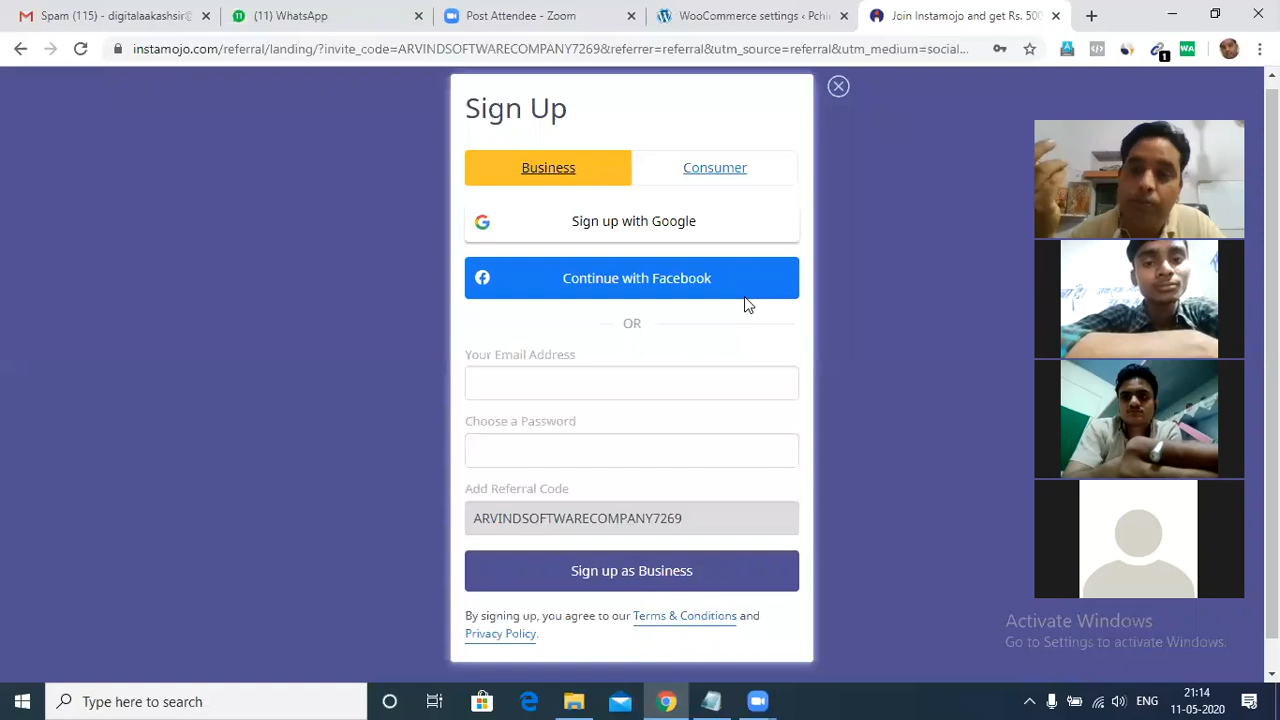 Spam (115) - digitalaakashc
(11) WhatsApp
Post Attendee - Zoom
WooCommerce settings ‹ Pchi
Join Instamojo and get Rs. 500
instamojo.com/referral/landing/?invite_code=ARVINDSOFTWARECOMPANY7269&referrer=referral&utm_source=referral&utm_medium=social...
1
WA
Sign Up
Business
Consumer
Sign up with Google
Continue with Facebook
OR
Your Email Address
Choose a Password
Add Referral Code
ARVINDSOFTWARECOMPANY7269
Sign up as Business
By signing up, you agree to our Terms & Conditions and
Privacy Policy.
Activate Windows
Go to Settings to activate Windows.
Type here to search
ENG
21:14
11-05-2020